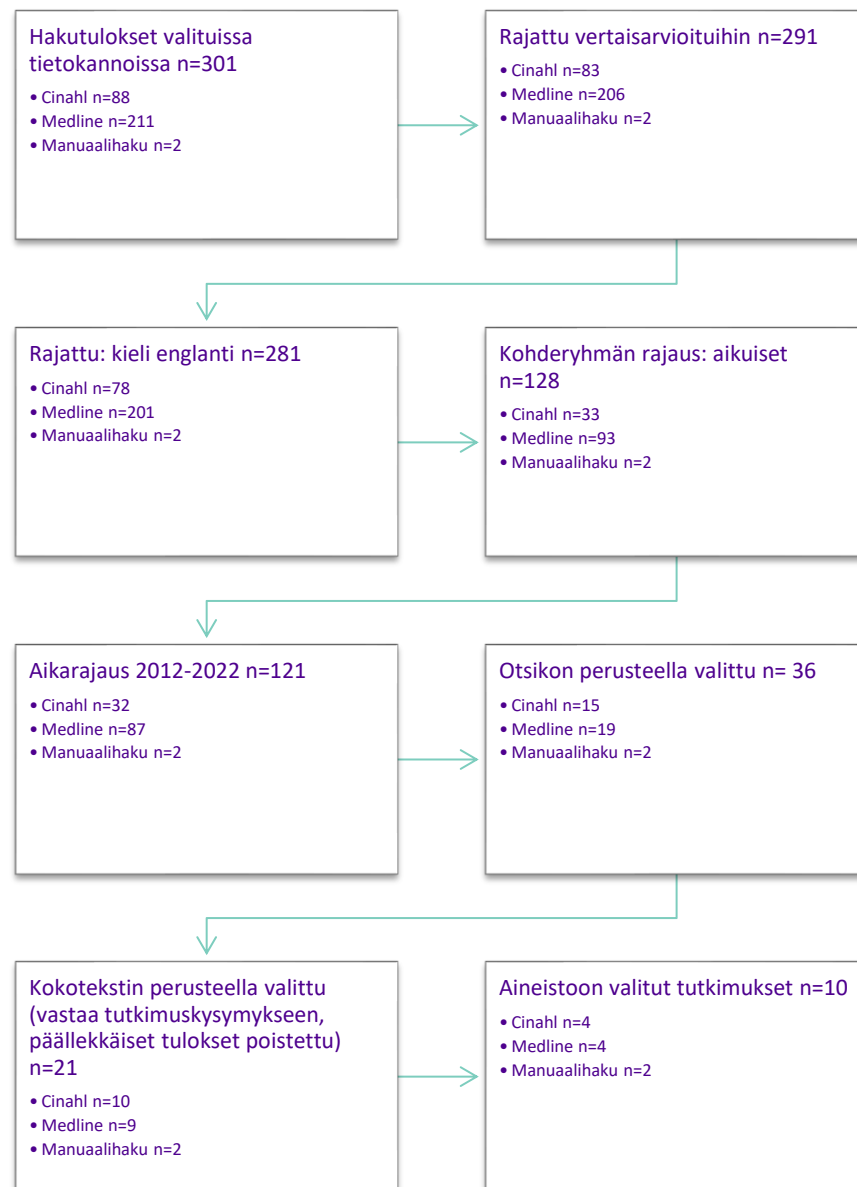 Hakutulokset valituissa
tietokannoissa n=301
• Cinahl n=88
• Medline n=211
• Manuaalihaku n=2
Rajattu vertaisarvioituihin n=291
• Cinahl n=83
• Medline n=206
• Manuaalihaku n=2
Rajattu: kieli englanti n=281
• Cinahl n=78
• Medline n=201
• Manuaalihaku n=2
Kohderyhmän rajaus: aikuiset
n=128
• Cinahl n=33
• Medline n=93
• Manuaalihaku n=2
Aikarajaus 2012-2022 n=121
• Cinahl n=32
• Medline n=87
• Manuaalihaku n=2
Otsikon perusteella valittu n= 36
• Cinahl n=15
• Medline n=19
• Manuaalihaku n=2
Kokotekstin perusteella valittu
(vastaa tutkimuskysymykseen,
päällekkäiset tulokset poistettu)
n=21
• Cinahl n=10
• Medline n=9
• Manuaalihaku n=2
Aineistoon valitut tutkimukset n=10
• Cinahl n=4
• Medline n=4
• Manuaalihaku n=2